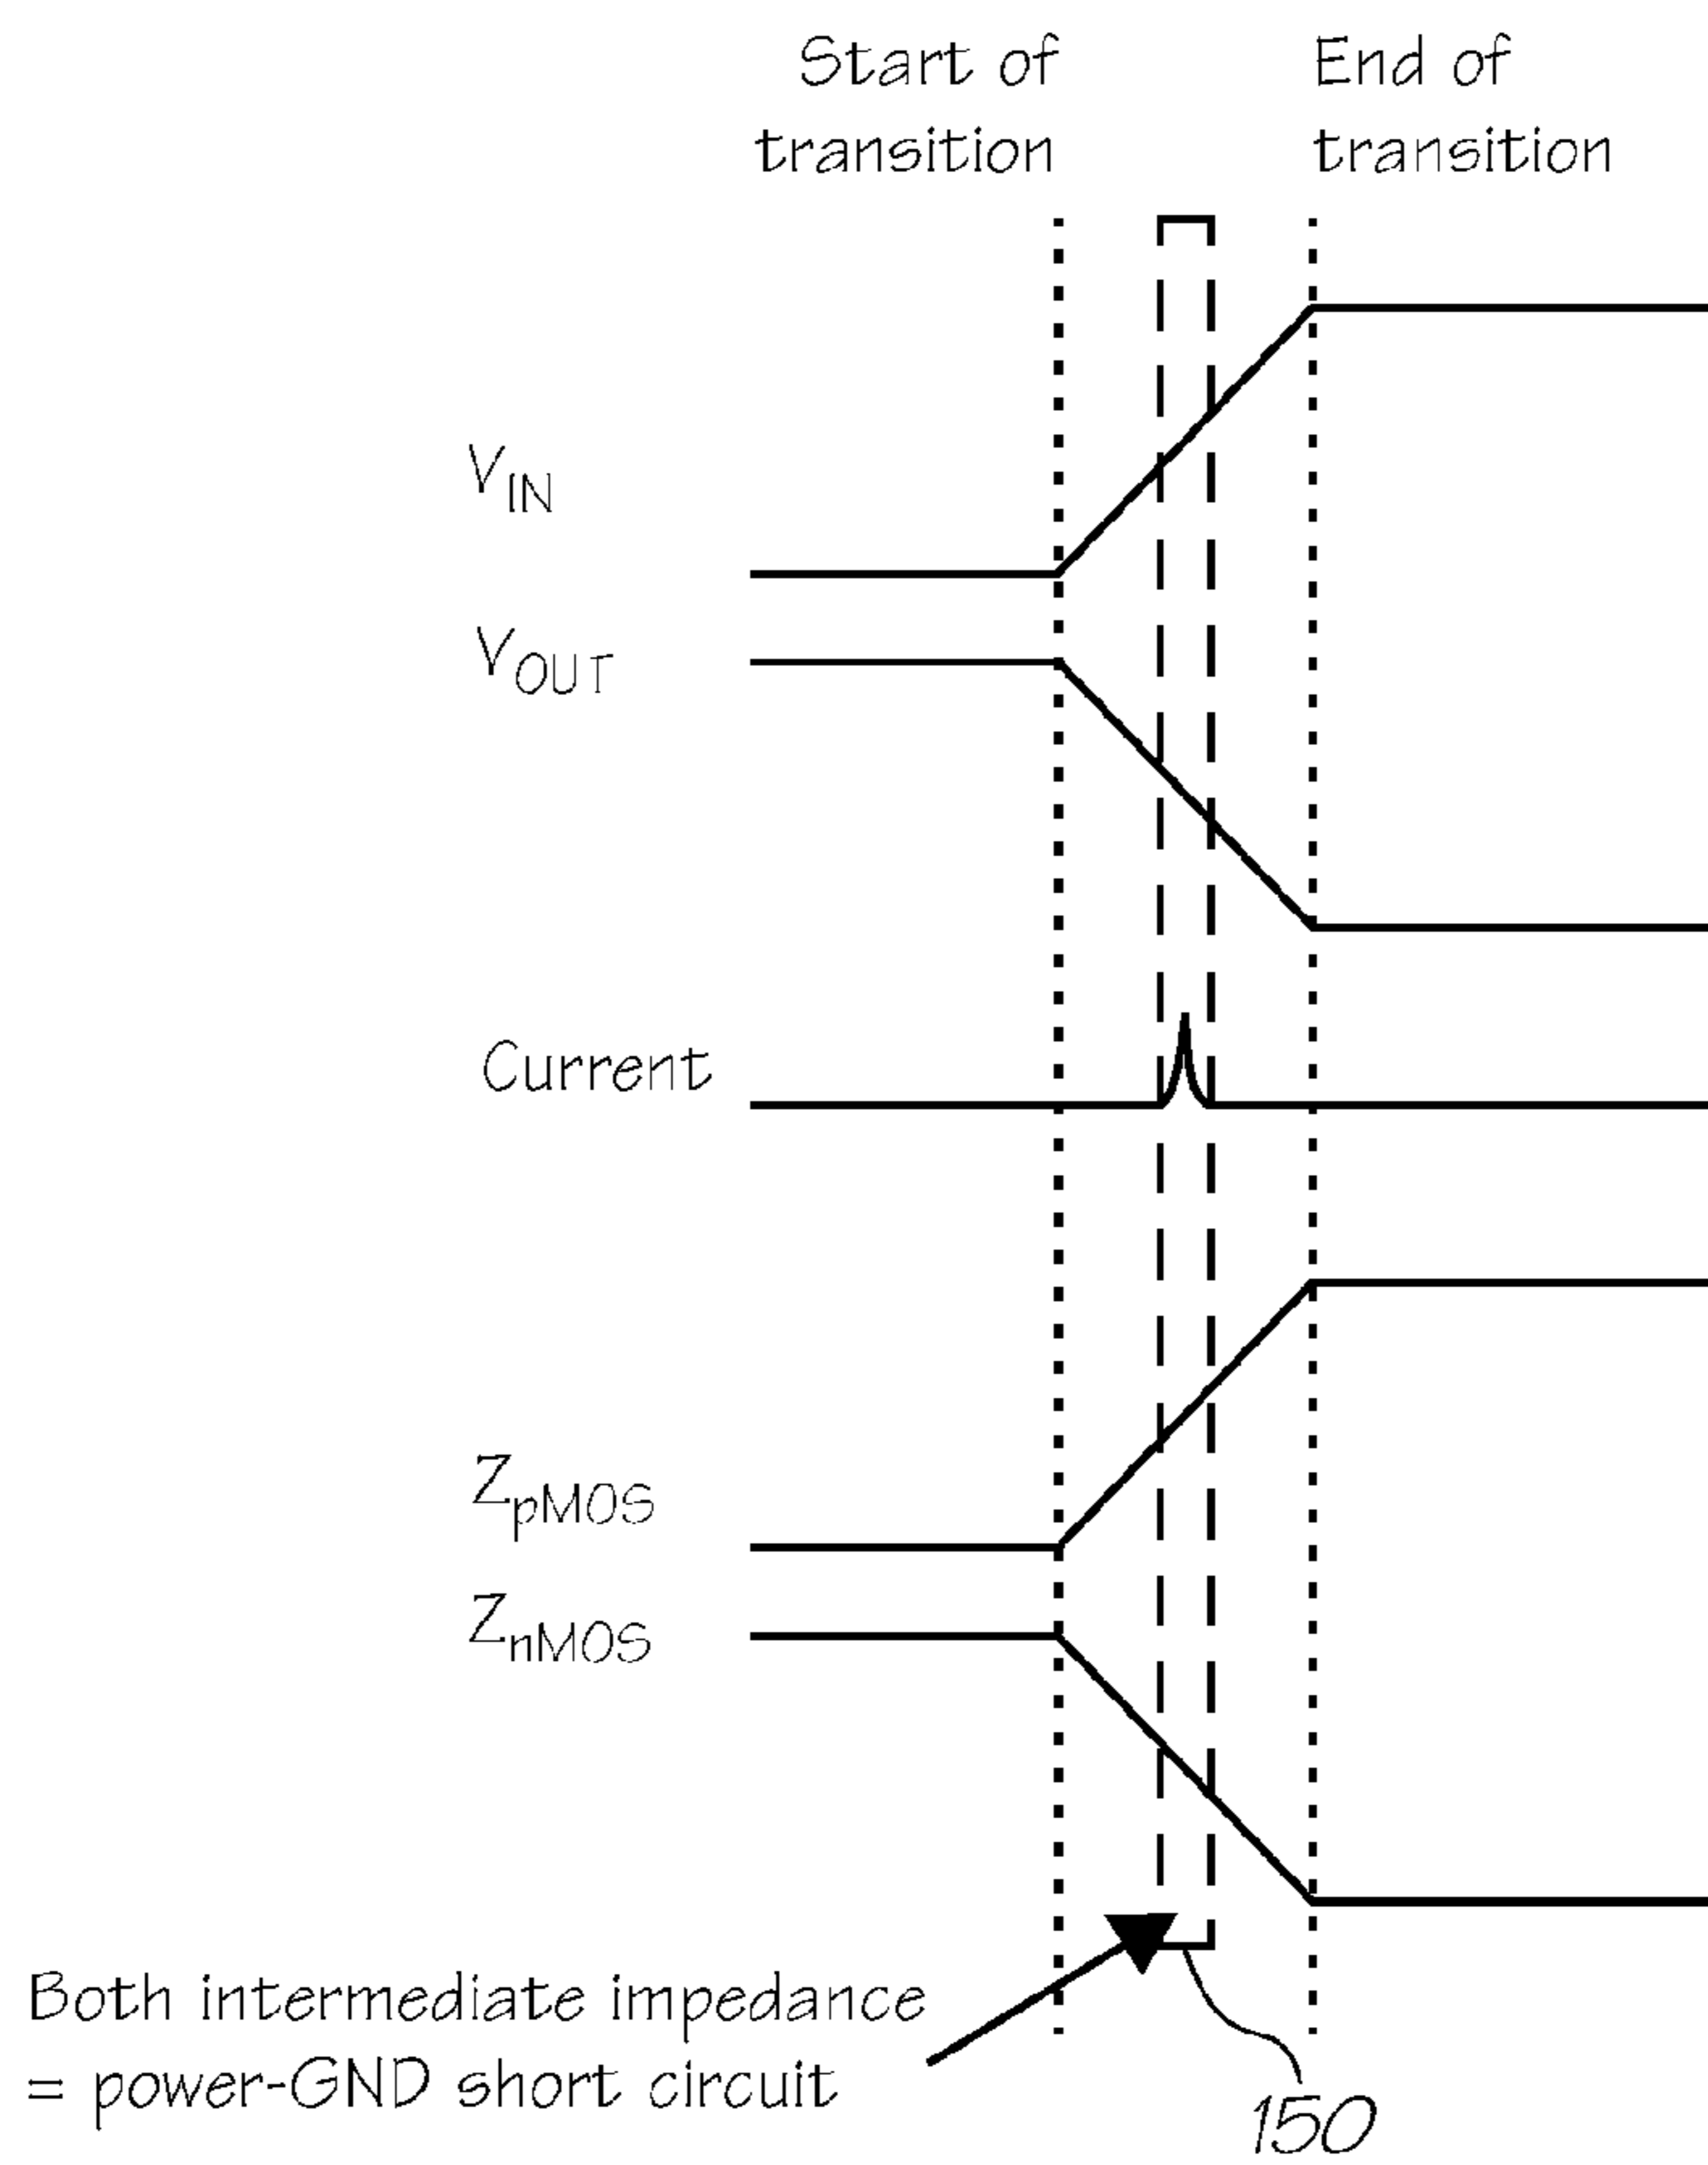 Start of
transition
End of
transition
VIN
VOUT
Current
ZpMOS
ZnMOS
Both intermediate impedance
= power-GND short circuit
150